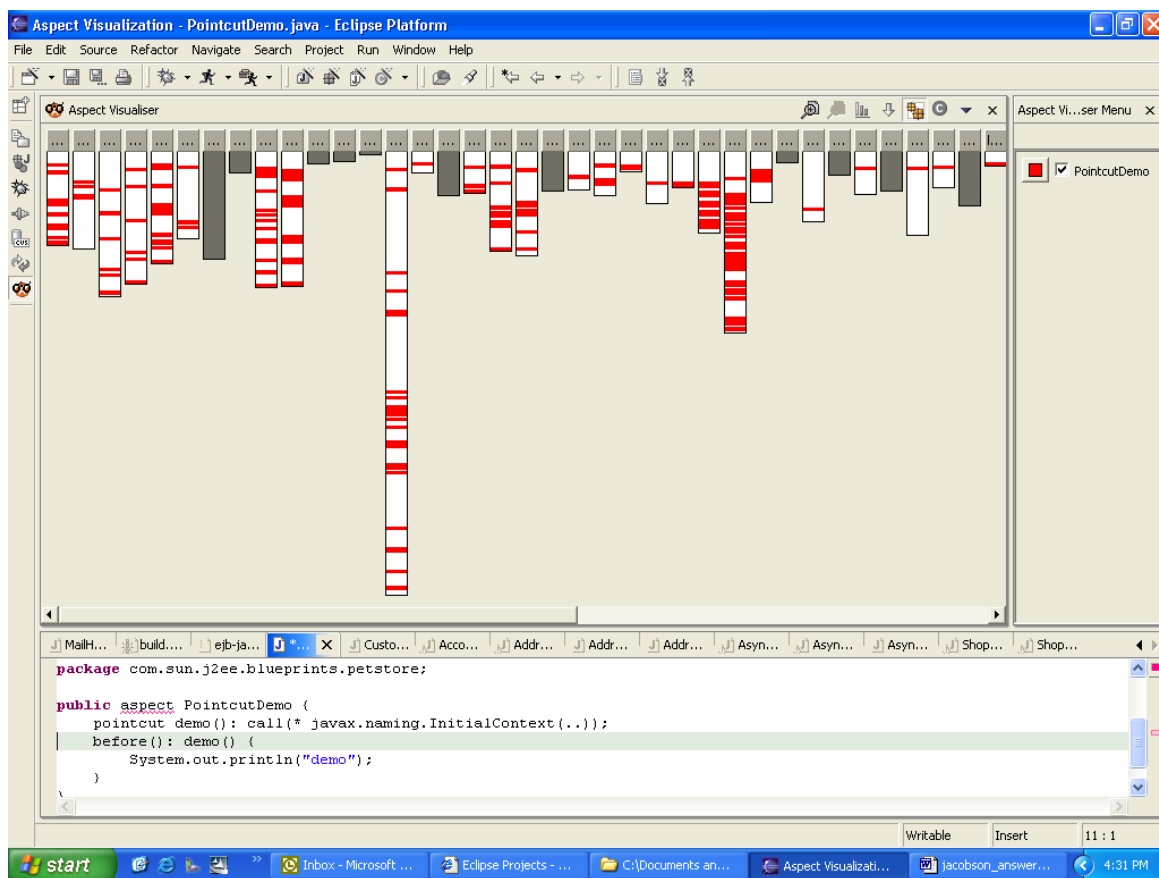 Aspect Visualization - PointcutDemo.java - Eclipse Platform
File Edit Source Refactor Navigate Search Project Run Window Help
Aspect Visualiser
Aspect Vi...ser Menu
... ... ... ... ... ... ... ... ... ... ... ... ... ... ... ... ... ... ... ... ... ... ... ... ... ... ... ... ... ... ... ... ... ... ... ... I...
PointcutDemo
CVS
MailH... build.... ejb-ja... *... Custo... Acco... Addr... Addr... Addr... Asyn... Asyn... Asyn... Shop... Shop...
package com.sun.j2ee.blueprints.petstore;
public aspect PointcutDemo {
pointcut demo(): call(* javax.naming.InitialContext(..));
before(): demo() {
System.out.println("demo");
}
Writable Insert 11 : 1
start » Inbox - Microsoft ... Eclipse Projects - ... C:\Documents an... Aspect Visualizati... jacobson_answer... 4:31 PM